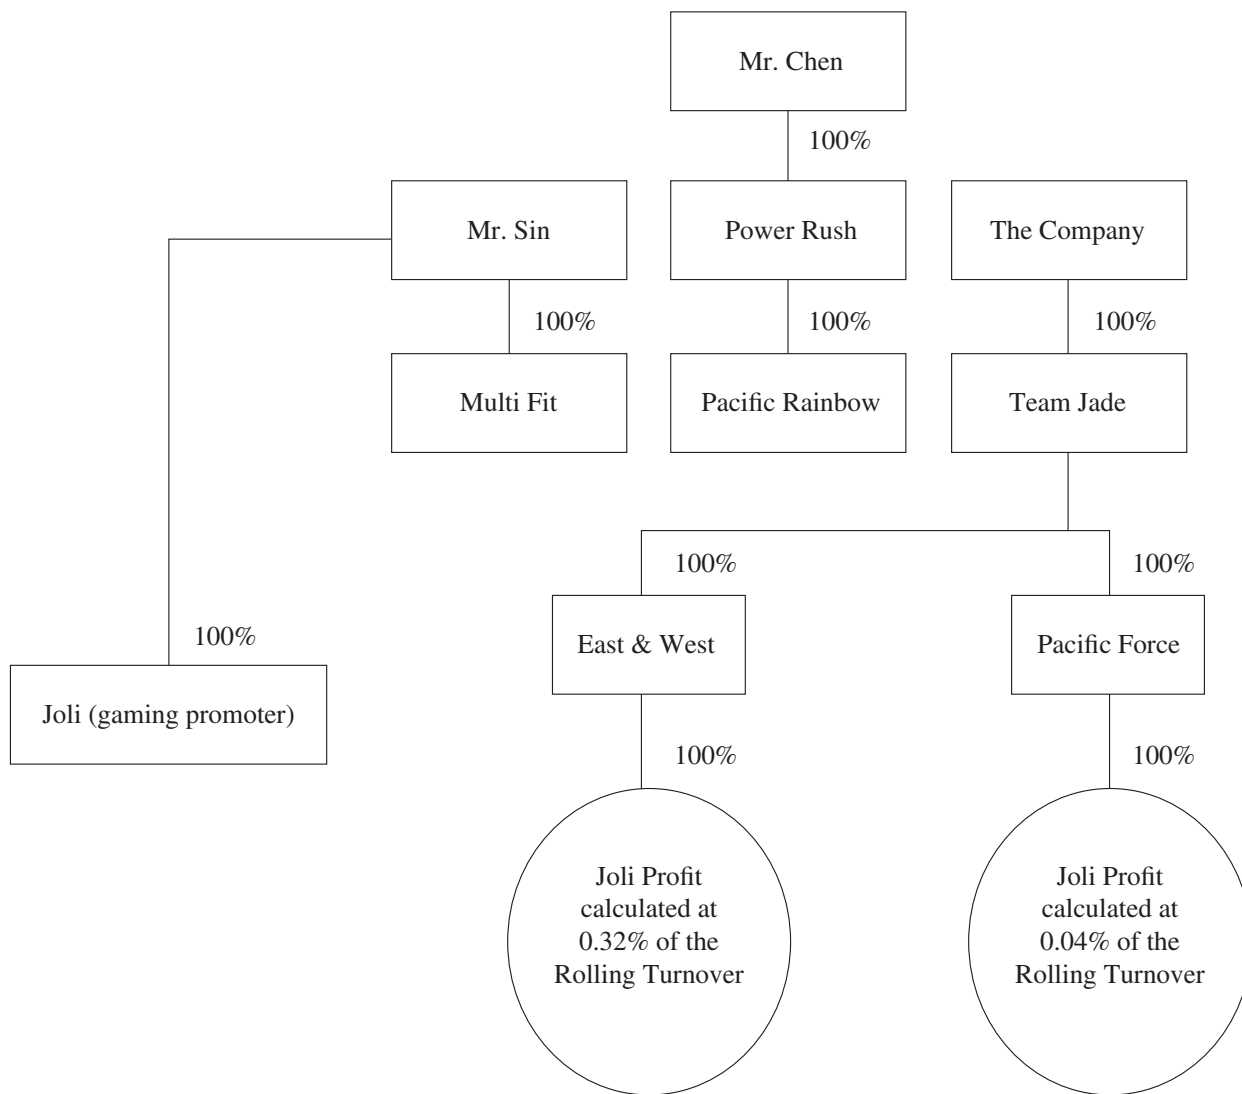 Mr. Chen
100%
Mr. Sin
Power Rush
The Company
100%
100%
100%
Multi Fit
Pacific Rainbow
Team Jade
100%
100%
100%
East & West
Pacific Force
Joli (gaming promoter)
100%
100%
Joli Profit
calculated at
0.32% of the
Rolling Turnover
Joli Profit
calculated at
0.04% of the
Rolling Turnover